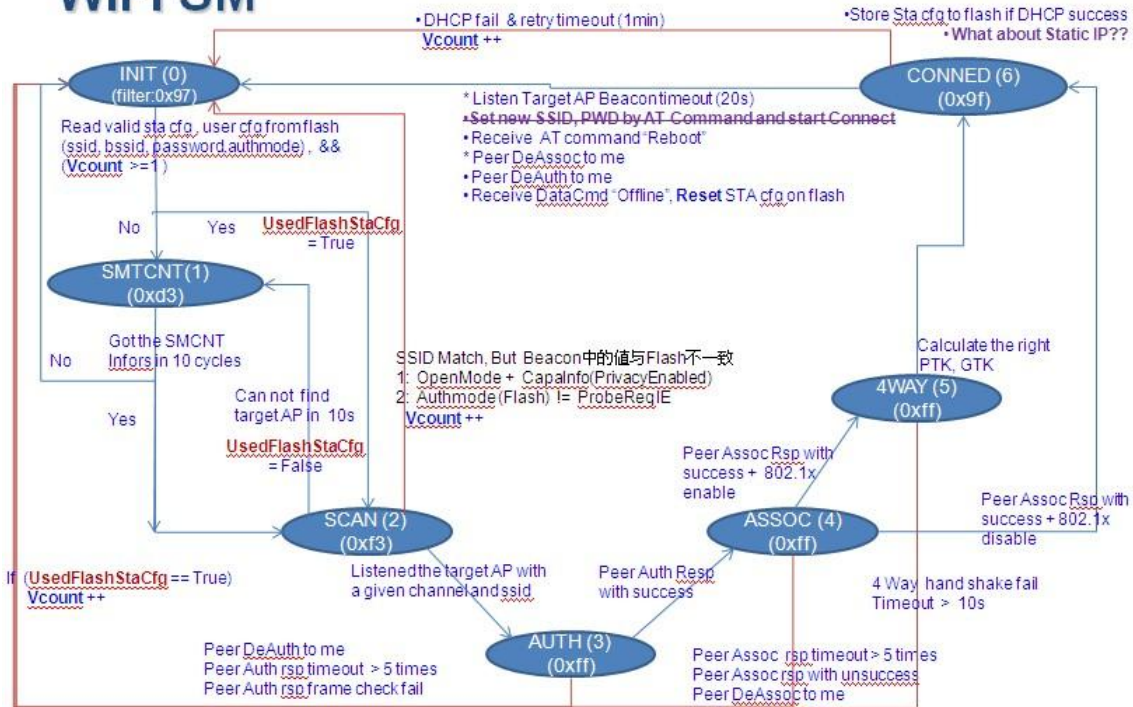 WIFI FSM
•DHCP fail & retry timeout (1min)
Vcount ++
•Store Sta cfg to flash if DHCP success
•What about Static IP??
INIT (0)
(filter:0x97)
CONNED (6)
(0x9f)
Read valid sta cfg , user cfg from flash
(ssid, bssid, password.authmode) , &&
(Vcount >=1)
* Listen Target AP Beacon timeout (20s)
•Set new SSID, PWD by AT Command and start Connect
•Receive AT command "Reboot"
* Peer DeAssoc to me
•Peer DeAuth to me
•Receive DataCmd "Offline", Reset STA cfg on flash
No
Yes
UsedFlashStaCfg
= True
SMTCNT(1)
(0xd3)
Got the SMCNT
Infors in 10 cycles
No
Yes
Can not find
target AP in 10s
UsedFlashStaCfg
= False
SSID Match, But Beacon中的値与Flash不一致
1: OpenMode + CapaInfo(PrivacyEnabled)
2: Authmode (Flash) != ProbeReqIE
Vcount ++
Calculate the right
PTK, GTK
4WAY (5)
(0xff)
Peer Assoc Rsp with
success + 802.1x
enable
Peer Assoc Rsp with
success + 802.1x
disable
SCAN (2)
(0xf3)
ASSOC (4)
(0xff)
If (UsedFlashStaCfg == True)
Vcount ++
Listened the target AP with
a given channel and ssid
Peer Auth Resp
with success
4 Way hand shake fail
Timeout > 10s
AUTH (3)
(0xff)
Peer DeAuth to me
Peer Auth rsp timeout > 5 times
Peer Auth rsp frame check fail
Peer Assoc rsp timeout > 5 times
Peer Assoc rsp with unsuccess
Peer DeAssoc to me